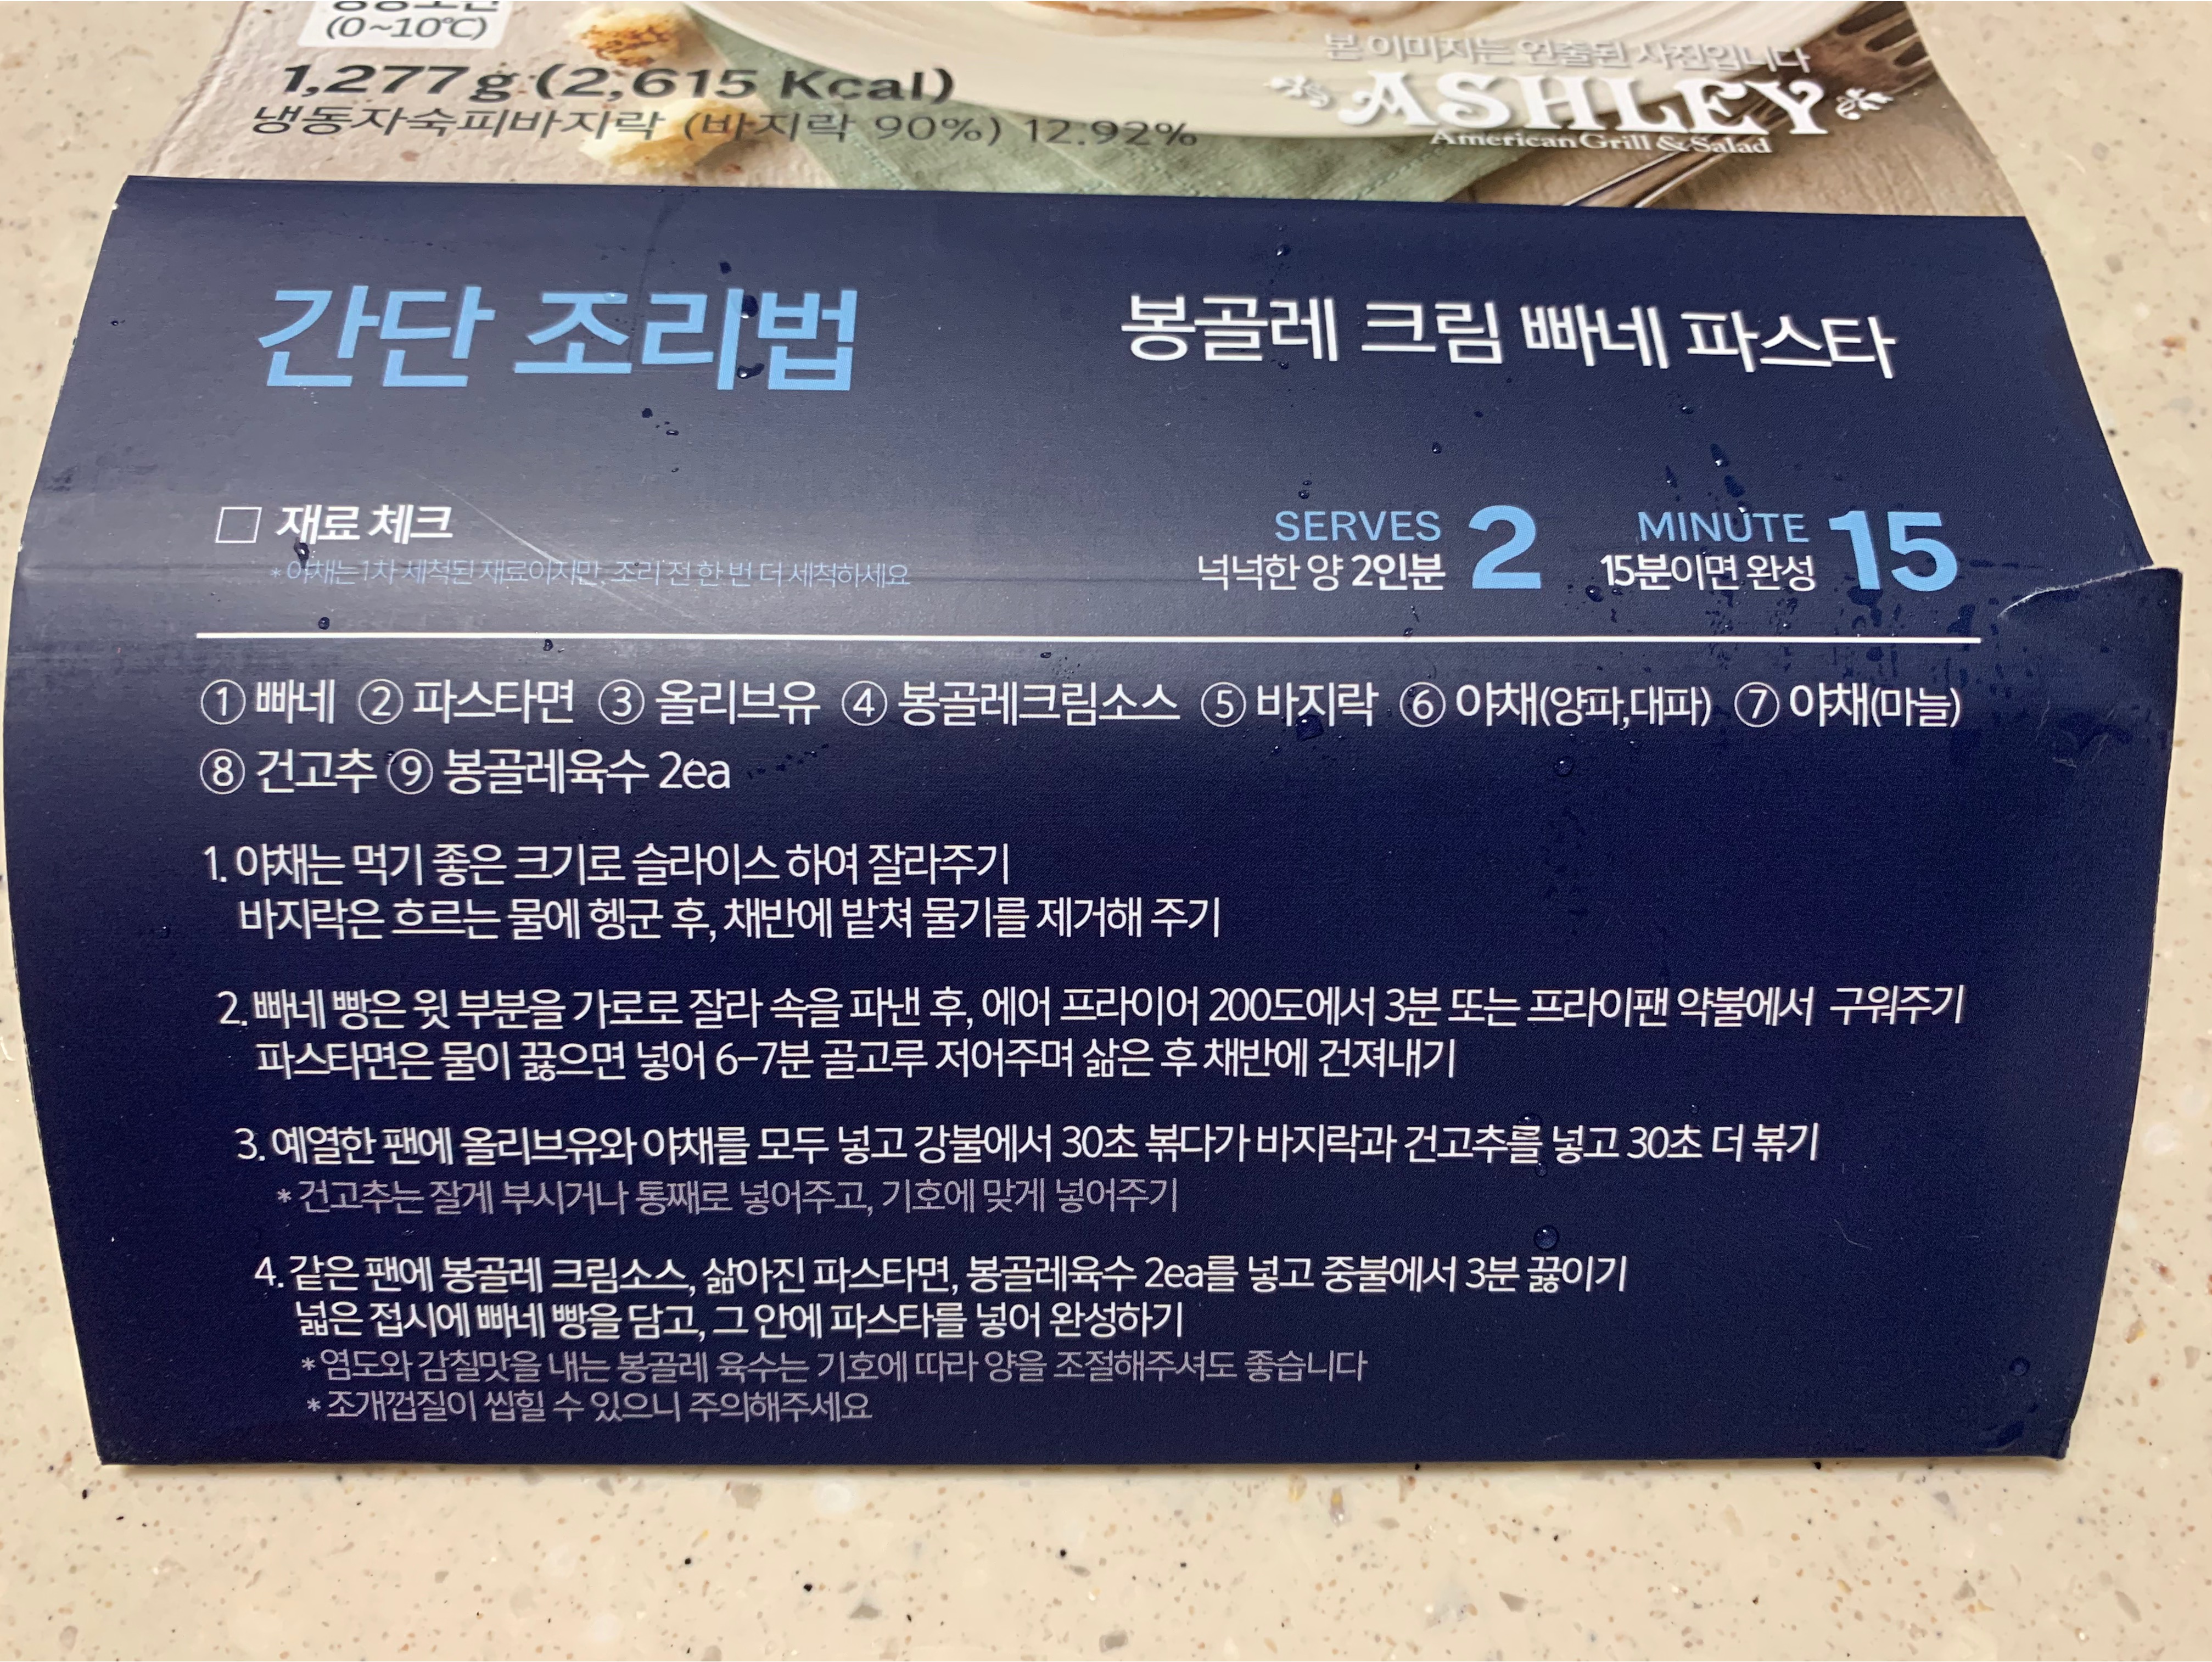 (0~10℃)
1,277g (2,615 Kcal)
냉동자숙피바지락 (바지락 90%) 12.92%
본 이미지는 연출된 사진입니다
ASHLEY
American Grill & Salad
간단 조리법
봉골레 크림 빠네 파스타
□ 재료 체크
* 야채는 1차 세척된 재료이지만, 조리 전 한 번 더 세척하세요
SERVES 2
넉넉한 양 2인분
MINUTE 15
15분이면 완성
① 빠네 ② 파스타면 ③ 올리브유 ④ 봉골레크림소스 ⑤ 바지락 ⑥ 야채(양파,대파) ⑦ 야채(마늘)
⑧ 건고추 ⑨ 봉골레육수 2ea
1. 야채는 먹기 좋은 크기로 슬라이스 하여 잘라주기
바지락은 흐르는 물에 헹군 후, 채반에 밭쳐 물기를 제거해 주기
2. 빠네 빵은 윗 부분을 가로로 잘라 속을 파낸 후, 에어 프라이어 200도에서 3분 또는 프라이팬 약불에서 구워주기
파스타면은 물이 끓으면 넣어 6-7분 골고루 저어주며 삶은 후 채반에 건져내기
3. 예열한 팬에 올리브유와 야채를 모두 넣고 강불에서 30초 볶다가 바지락과 건고추를 넣고 30초 더 볶기
* 건고추는 잘게 부시거나 통째로 넣어주고, 기호에 맞게 넣어주기
4. 같은 팬에 봉골레 크림소스, 삶아진 파스타면, 봉골레육수 2ea를 넣고 중불에서 3분 끓이기
넓은 접시에 빠네 빵을 담고, 그 안에 파스타를 넣어 완성하기
* 염도와 감칠맛을 내는 봉골레 육수는 기호에 따라 양을 조절해주셔도 좋습니다
* 조개껍질이 씹힐 수 있으니 주의해주세요